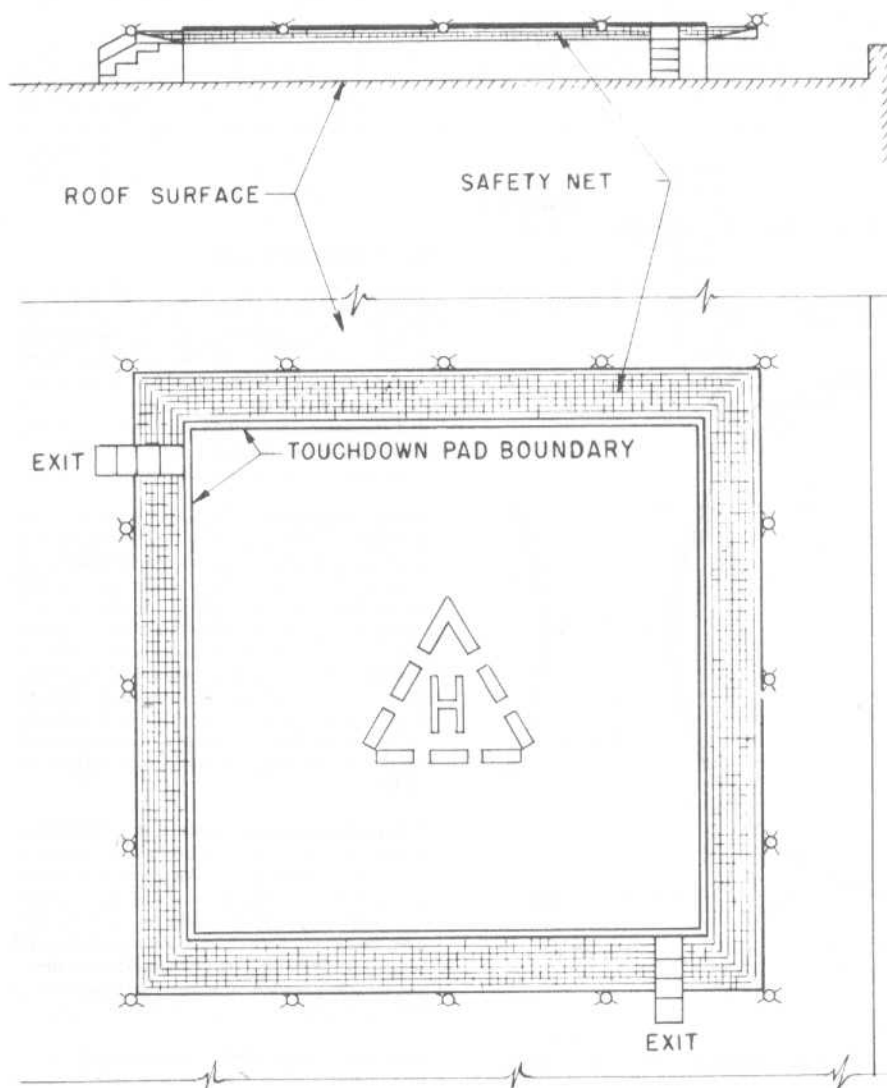 ROOF SURFACE
SAFETY NET
EXIT
TOUCHDOWN PAD BOUNDARY
H
EXIT